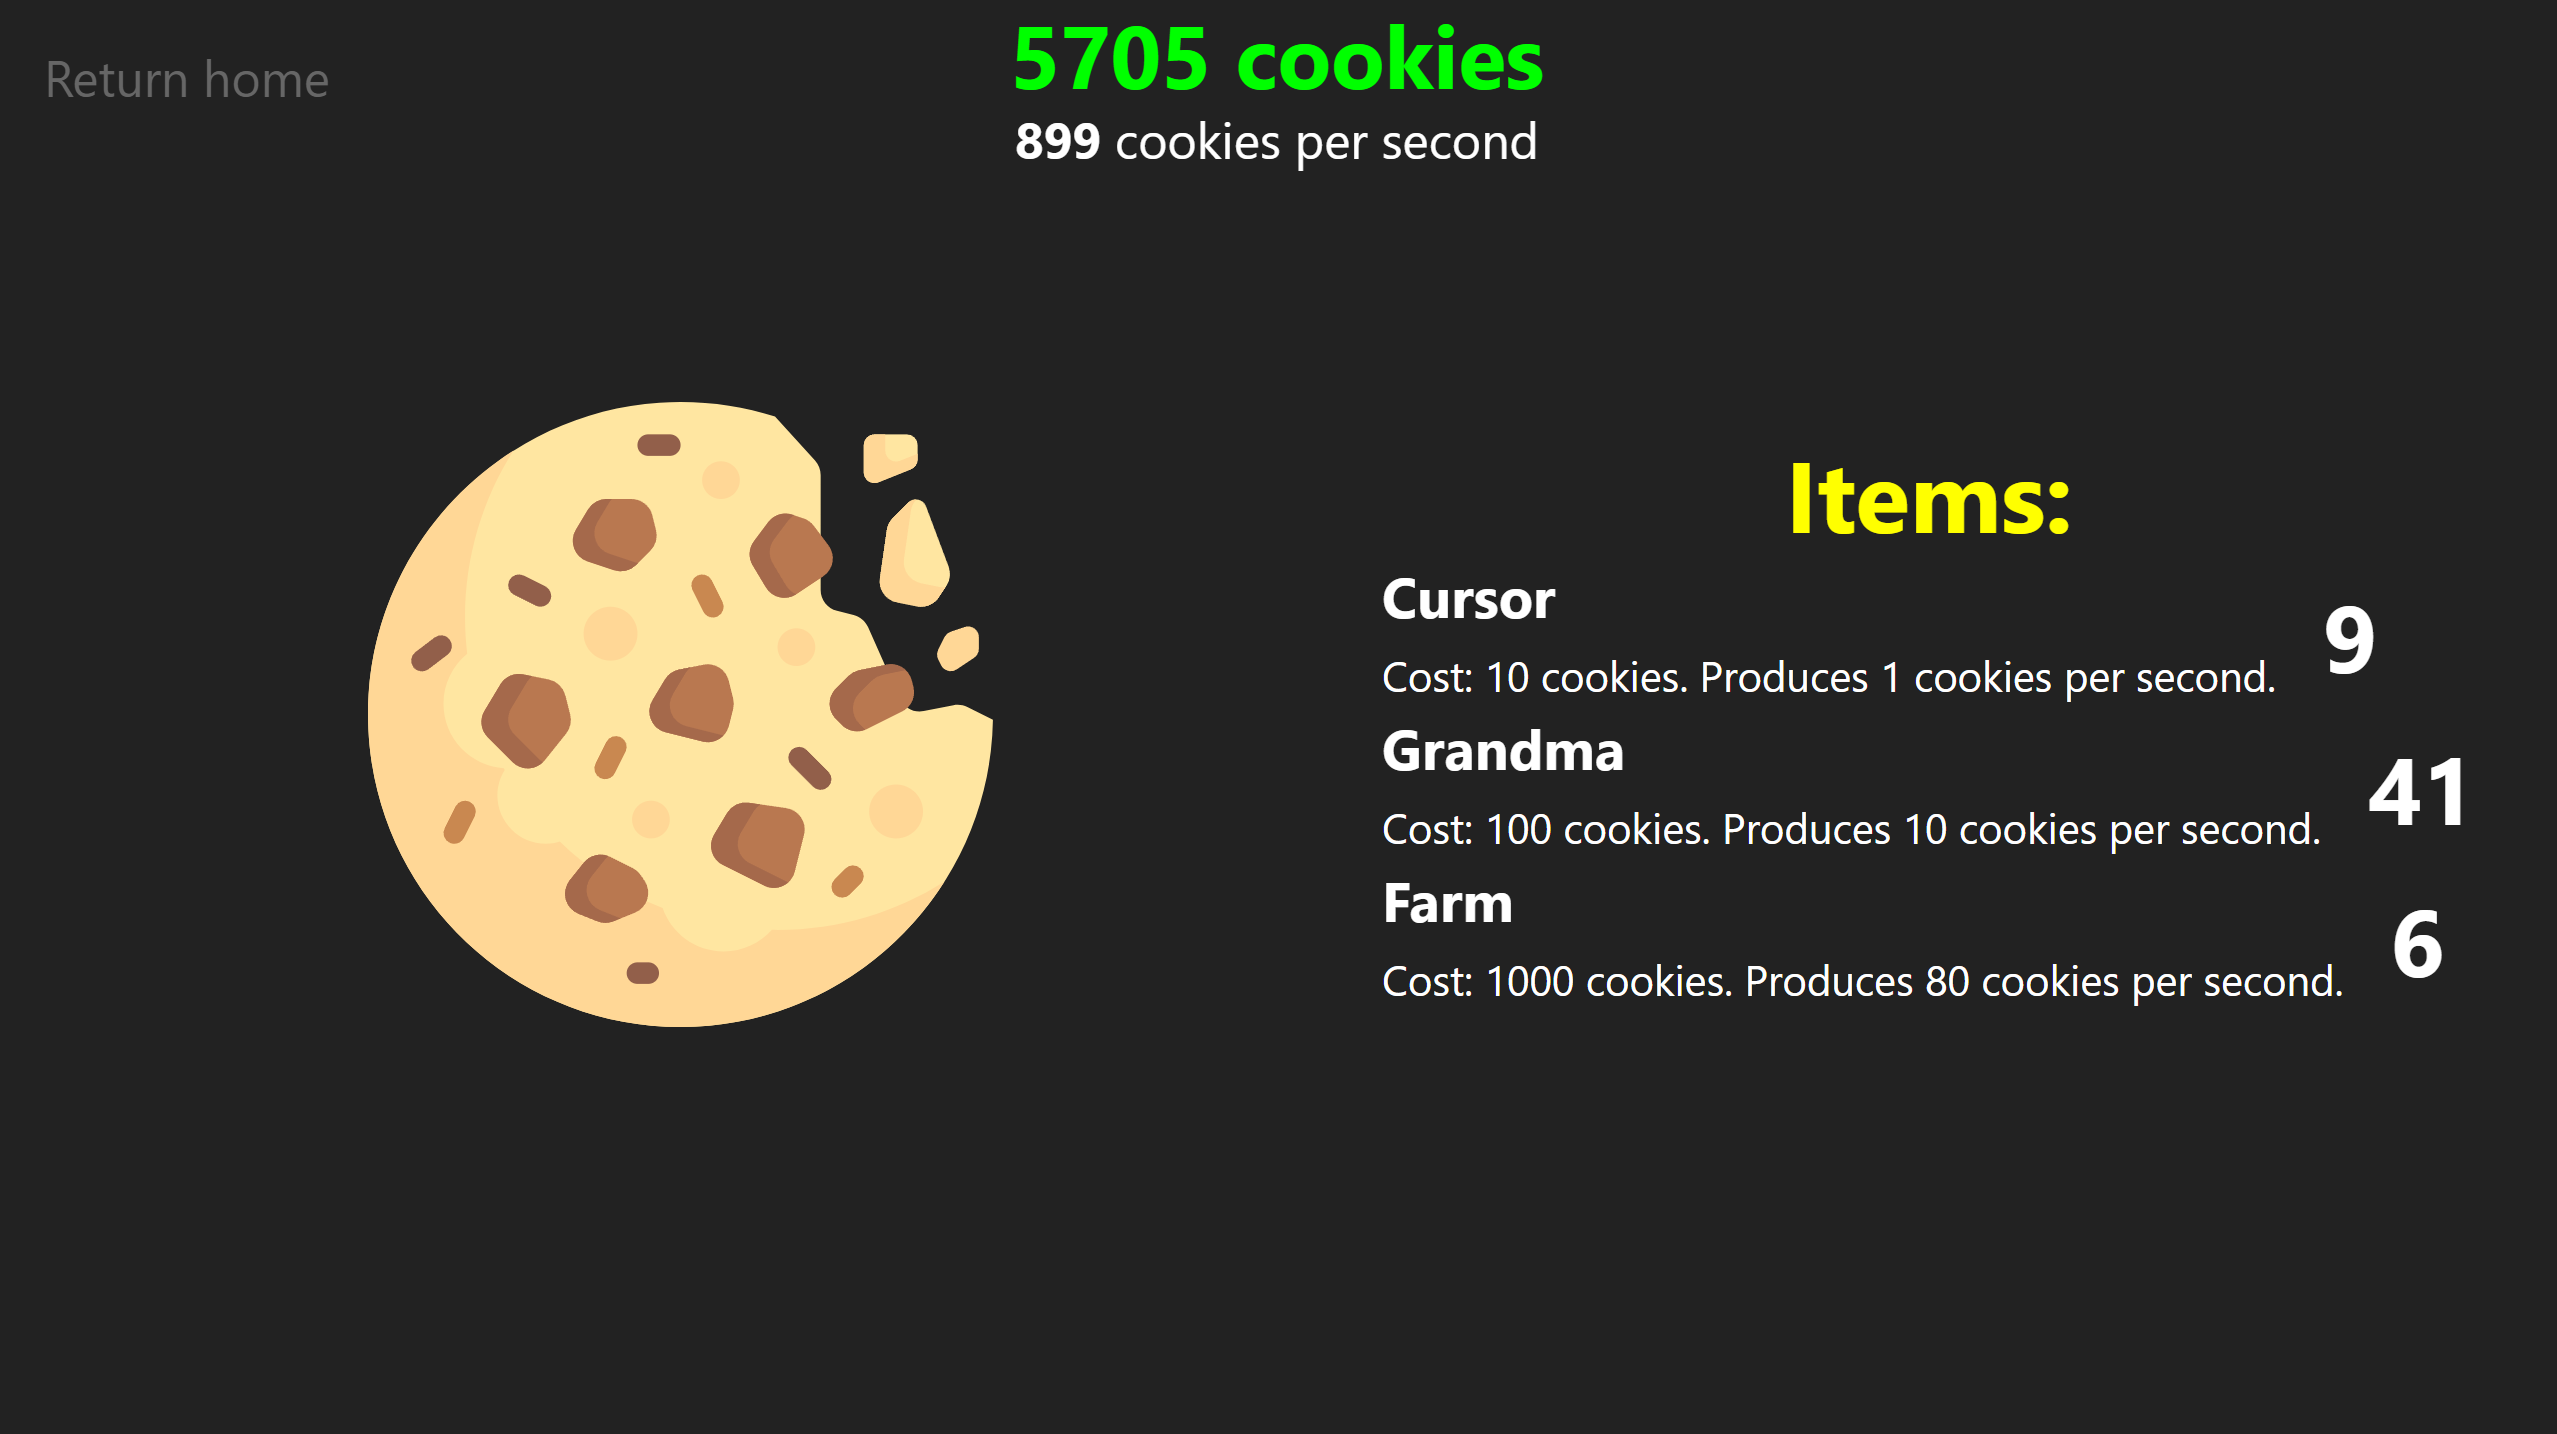 Return home
5705 cookies
899 cookies per second
Items:
Cursor
Cost: 10 cookies. Produces 1 cookies per second.
9
Grandma
Cost: 100 cookies. Produces 10 cookies per second.
41
Farm
Cost: 1000 cookies. Produces 80 cookies per second.
6